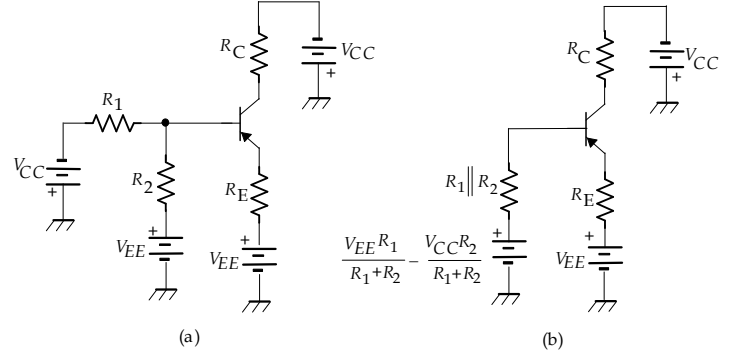 RC
VCC
R1
VCC
R2
RE
VEE
VEE
(a)
RC
VCC
R1||R2
RE
VEER1/R1+R2 − VCCR2/R1+R2
VEE
(b)
+
+
+
+
+
+
+